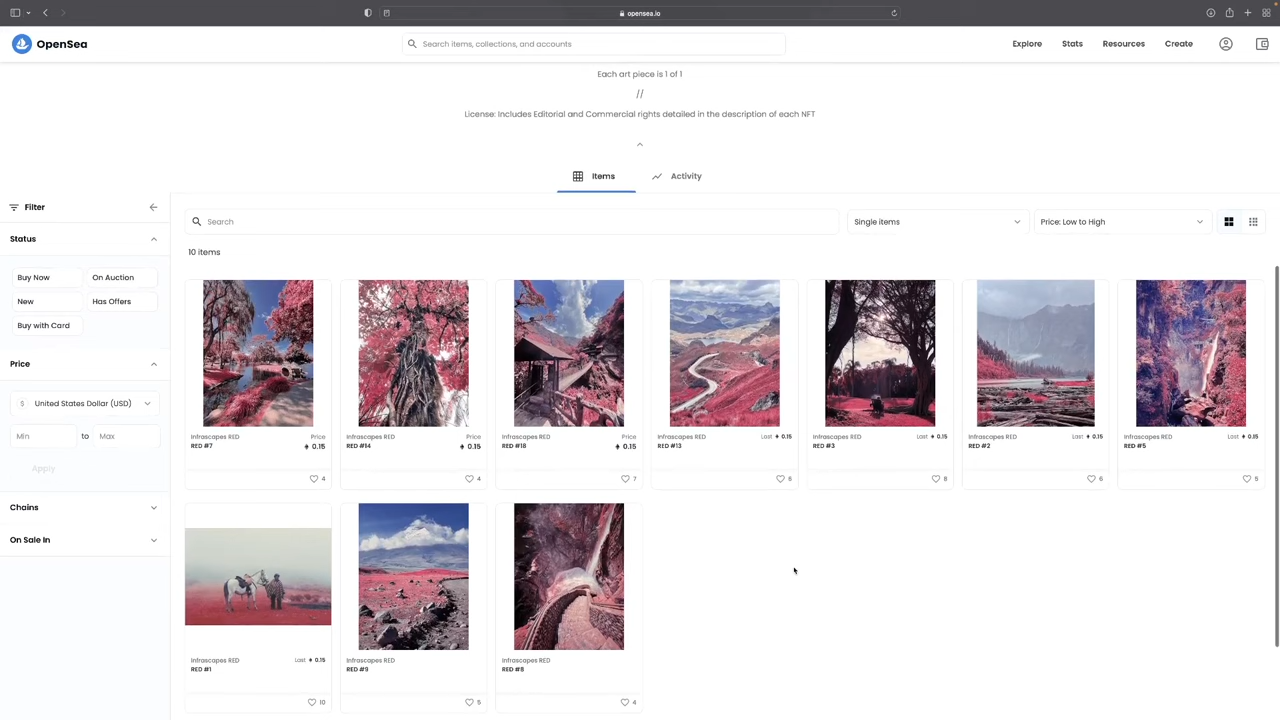 opensea.io
OpenSea
Search items, collections, and accounts
Explore
Stats
Resources
Create
Each art piece is 1 of 1
//
License: Includes Editorial and Commercial rights detailed in the description of each NFT
Items
Activity
Filter
Search
Single items
Price: Low to High
Status
10 items
Buy Now
On Auction
New
Has Offers
Buy with Card
Price
$ United States Dollar (USD)
Min to Max
Apply
Chains
On Sale In
Infrascapes RED Price
RED #7 0.15
4
Infrascapes RED Price
RED #14 0.15
4
Infrascapes RED Price
RED #18 0.15
7
Infrascapes RED Last 0.15
RED #13
6
Infrascapes RED Last 0.15
RED #3
8
Infrascapes RED Last 0.15
RED #2
6
Infrascapes RED Last 0.15
RED #5
5
Infrascapes RED Last 0.15
RED #1
10
Infrascapes RED
RED #9
5
Infrascapes RED
RED #8
4